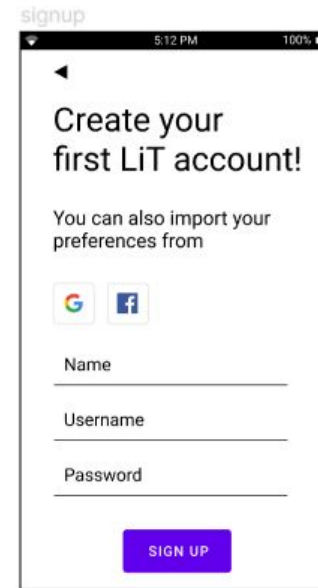 signup
5:12 PM 100%
Create your
first LiT account!
You can also import your
preferences from
G f
Name
Username
Password
SIGN UP